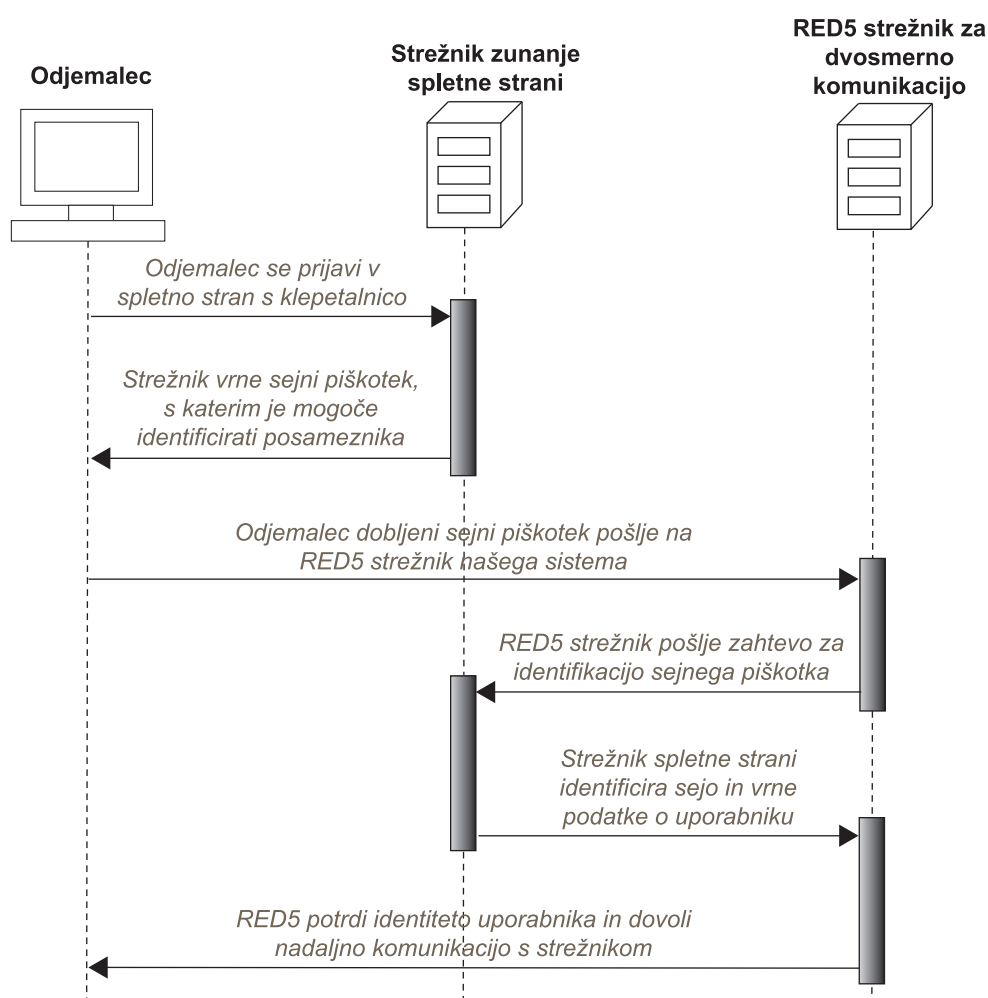 Odjemalec
Strežnik zunanje
spletne strani
RED5 strežnik za
dvosmerno
komunikacijo
Odjemalec se prijavi v
spletno stran s klepetalnico
Strežnik vrne sejni piškotek,
s katerim je mogoče
identificirati posameznika
Odjemalec dobljeni sejni piškotek pošlje na
RED5 strežnik našega sistema
RED5 strežnik pošlje zahtevo za
identifikacijo sejnega piškotka
Strežnik spletne strani
identificira sejo in vrne
podatke o uporabniku
RED5 potrdi identiteto uporabnika in dovoli
nadaljno komunikacijo s strežnikom